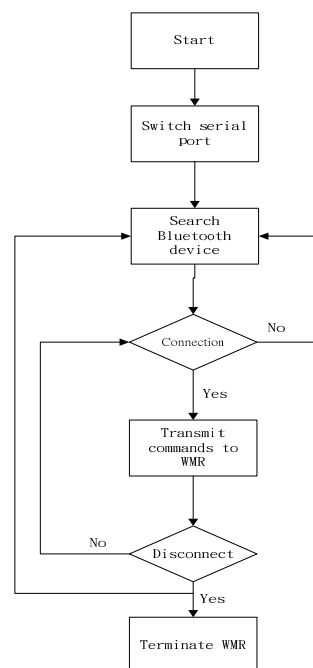 Start
Switch serial
port
Search
Bluetooth
device
Connection
No
Yes
Transmit
commands to
WMR
No
Disconnect
Yes
Terminate WMR